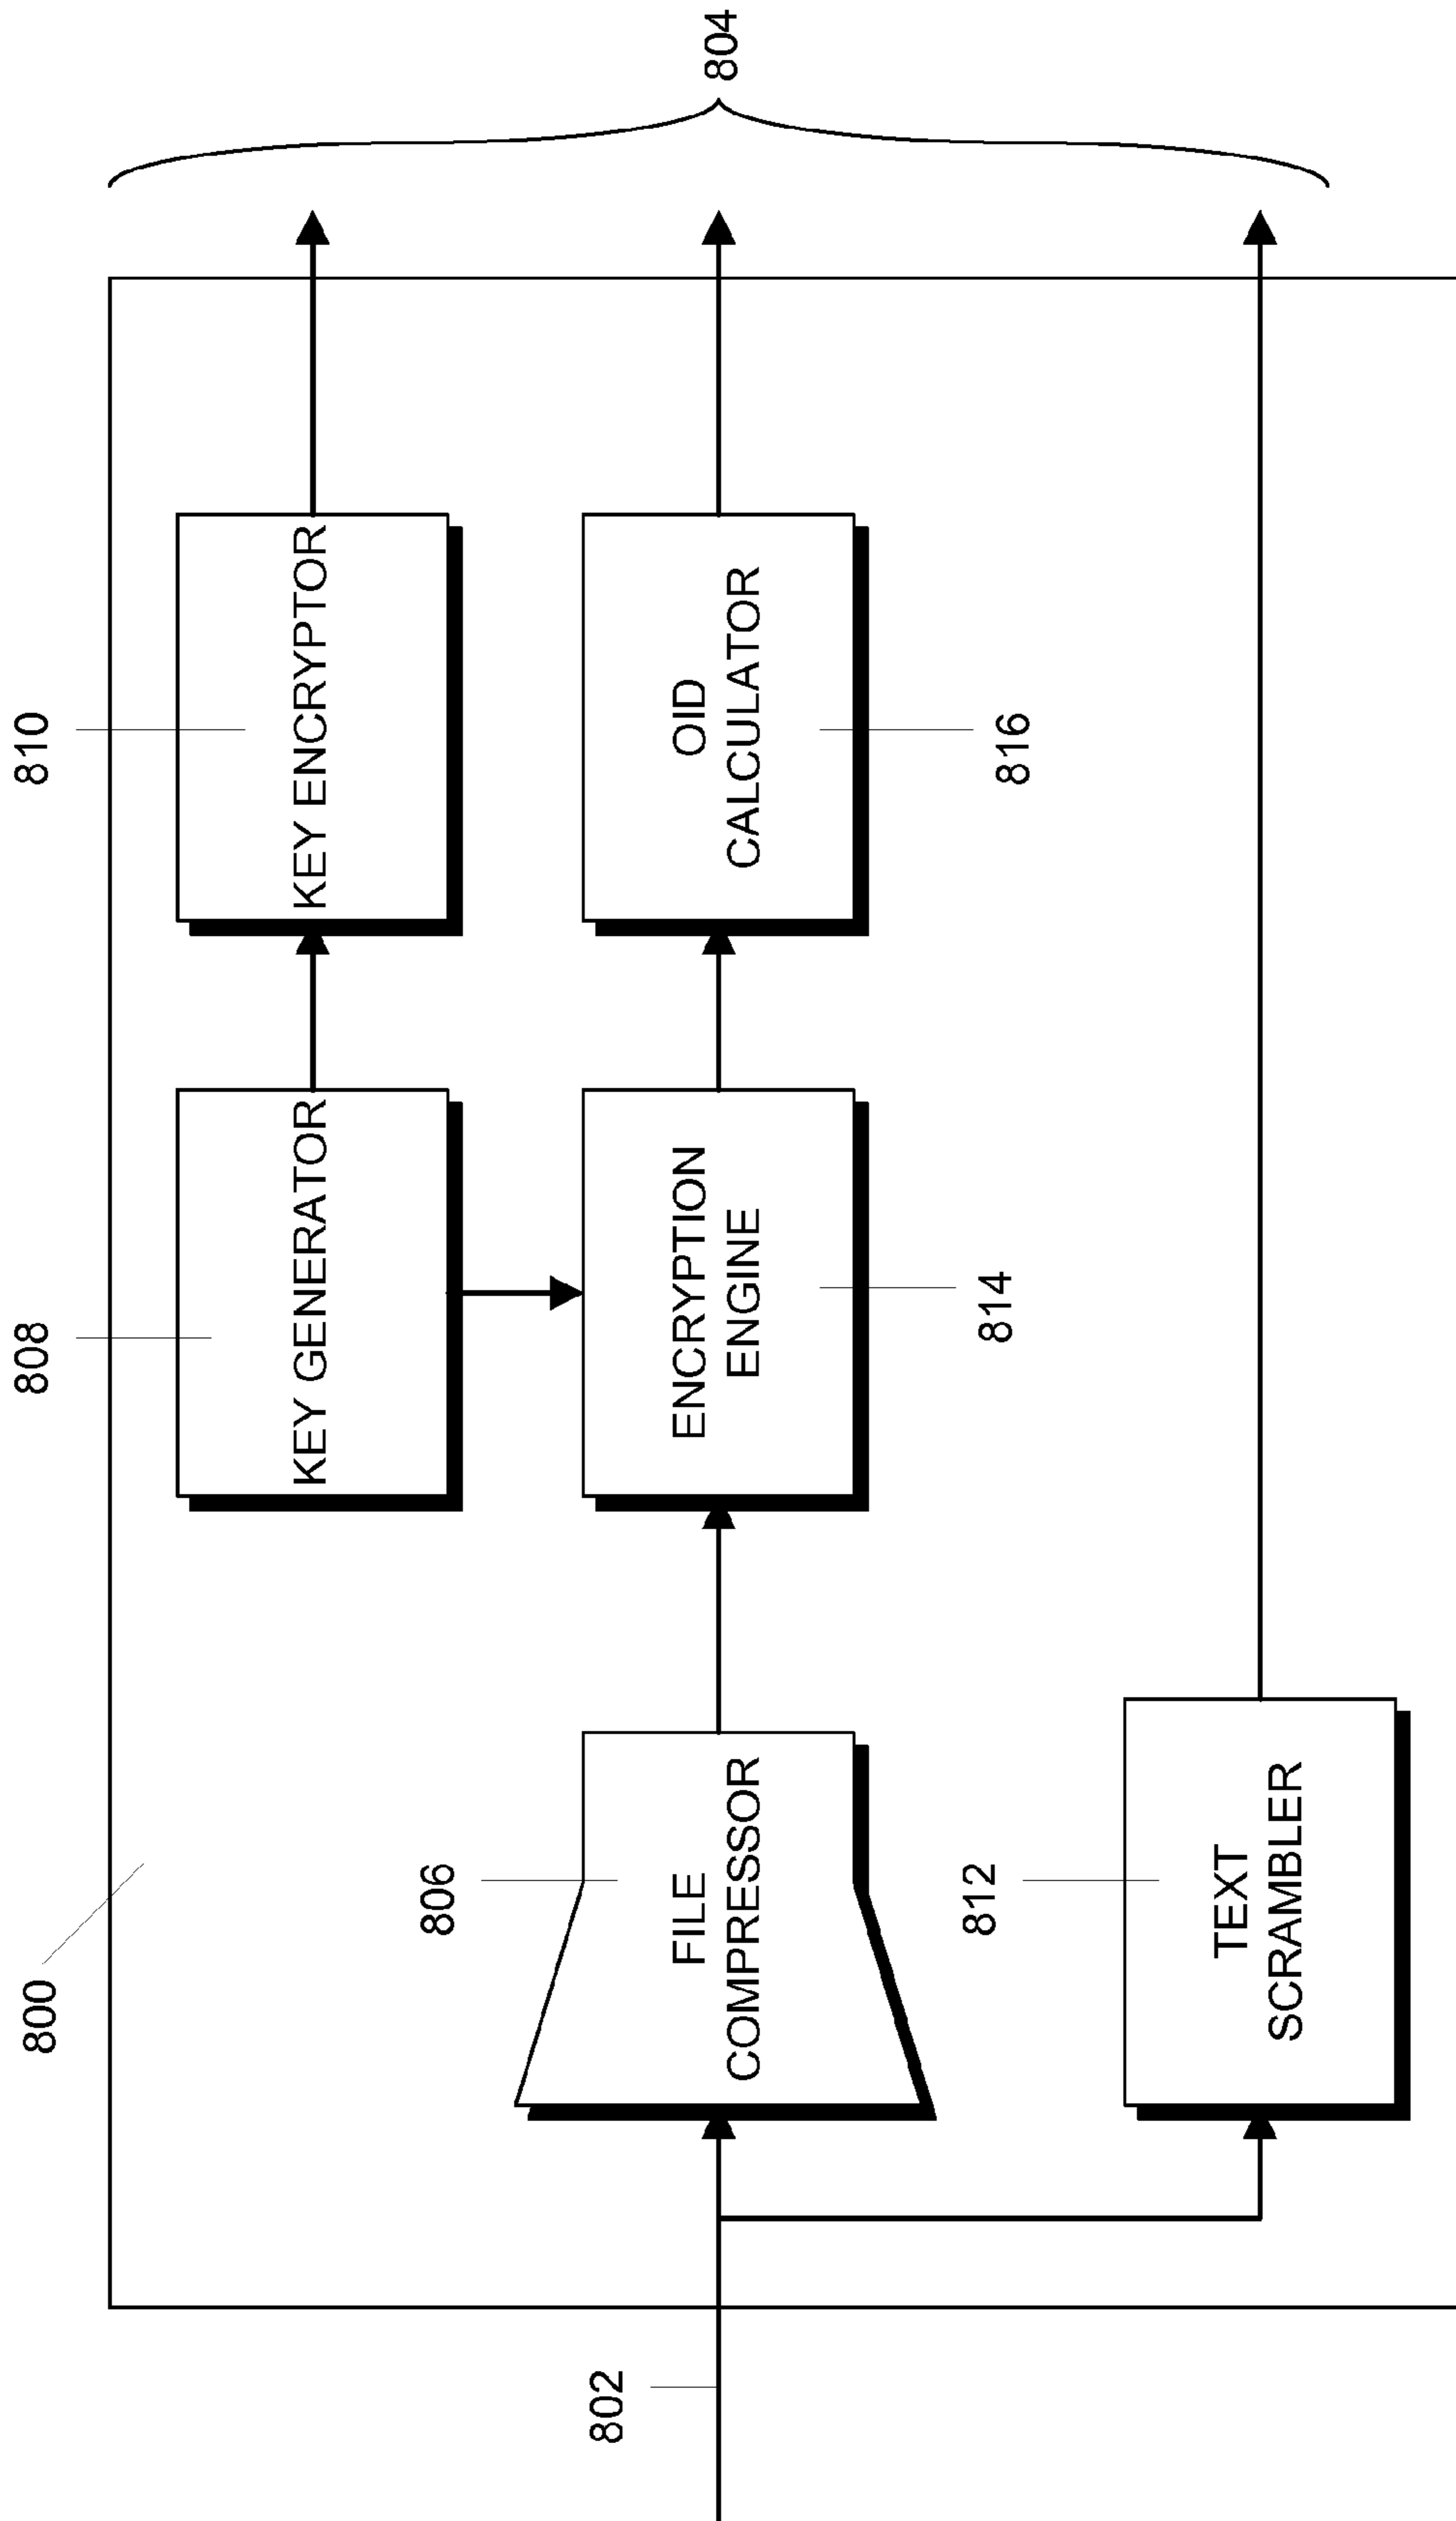 800
808
810
KEY GENERATOR
KEY ENCRYPTOR
804
806
802
FILE
COMPRESSOR
ENCRYPTION
ENGINE
OID
CALCULATOR
812
814
816
TEXT
SCRAMBLER